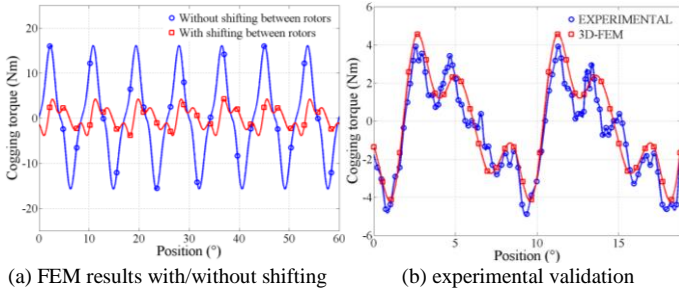 Without shifting between rotors
With shifting between rotors
20
10
0
-10
-20
Cogging torque (Nm)
0
10
20
30
40
50
60
Position (°)
(a) FEM results with/without shifting
EXPERIMENTAL
3D-FEM
6
4
2
0
-2
-4
-6
Cogging torque (Nm)
0
5
10
15
Position (°)
(b) experimental validation